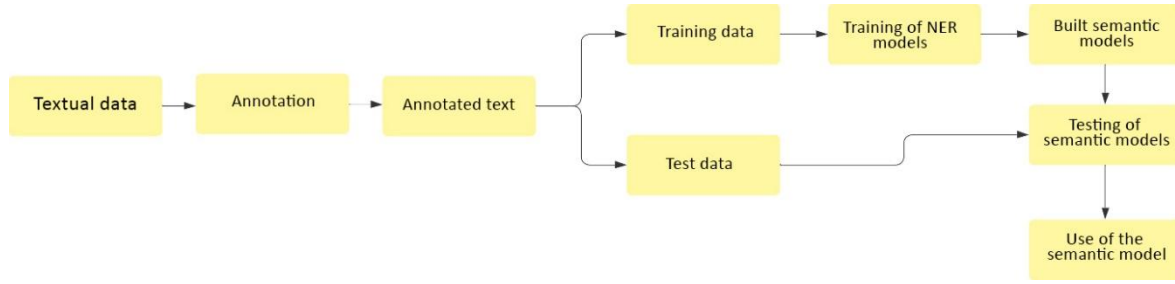 Textual data
Annotation
Annotated text
Training data
Training of NER
models
Built semantic
models
Test data
Testing of
semantic models
Use of the
semantic model